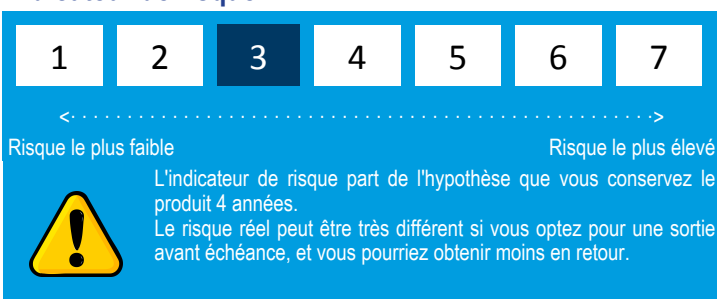 1 2 3 4 5 6 7
<· · · · · · · · · · · · · · · · · · · · · · · · · · · · · · · · · · · · · · · · · · · · · · · · · · · · ·>
Risque le plus faible Risque le plus élevé
L'indicateur de risque part de l'hypothèse que vous conservez le
produit 4 années.
Le risque réel peut être très différent si vous optez pour une sortie
avant échéance, et vous pourriez obtenir moins en retour.